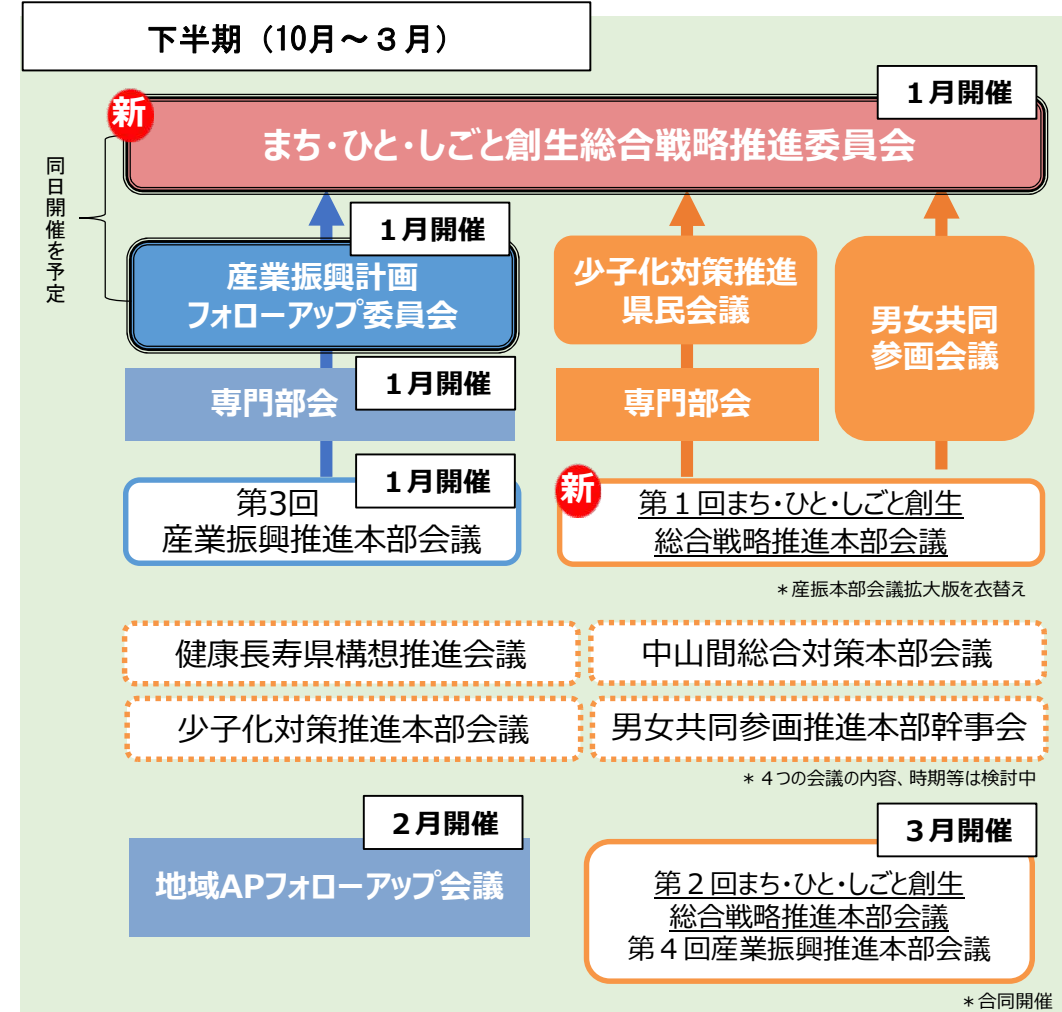 下半期（10月～３月）
１月開催
新
まち・ひと・しごと創生総合戦略推進委員会
同日開催を予定
１月開催
産業振興計画
フォローアップ委員会
少子化対策推進
県民会議
男女共同
参画会議
１月開催
専門部会
専門部会
１月開催
第3回
産業振興推進本部会議
新
第１回まち・ひと・しごと創生
総合戦略推進本部会議
＊産振本部会議拡大版を衣替え
健康長寿県構想推進会議
中山間総合対策本部会議
少子化対策推進本部会議
男女共同参画推進本部幹事会
＊４つの会議の内容、時期等は検討中
２月開催
地域APフォローアップ会議
３月開催
第２回まち・ひと・しごと創生
総合戦略推進本部会議
第４回産業振興推進本部会議
＊合同開催